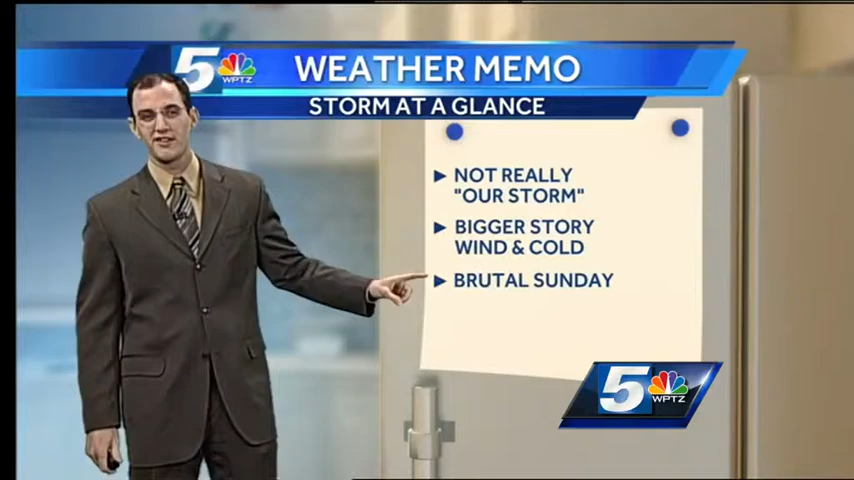 5 WPTZ WEATHER MEMO
STORM AT A GLANCE
NOT REALLY
"OUR STORM"
BIGGER STORY
WIND & COLD
BRUTAL SUNDAY
5 WPTZ